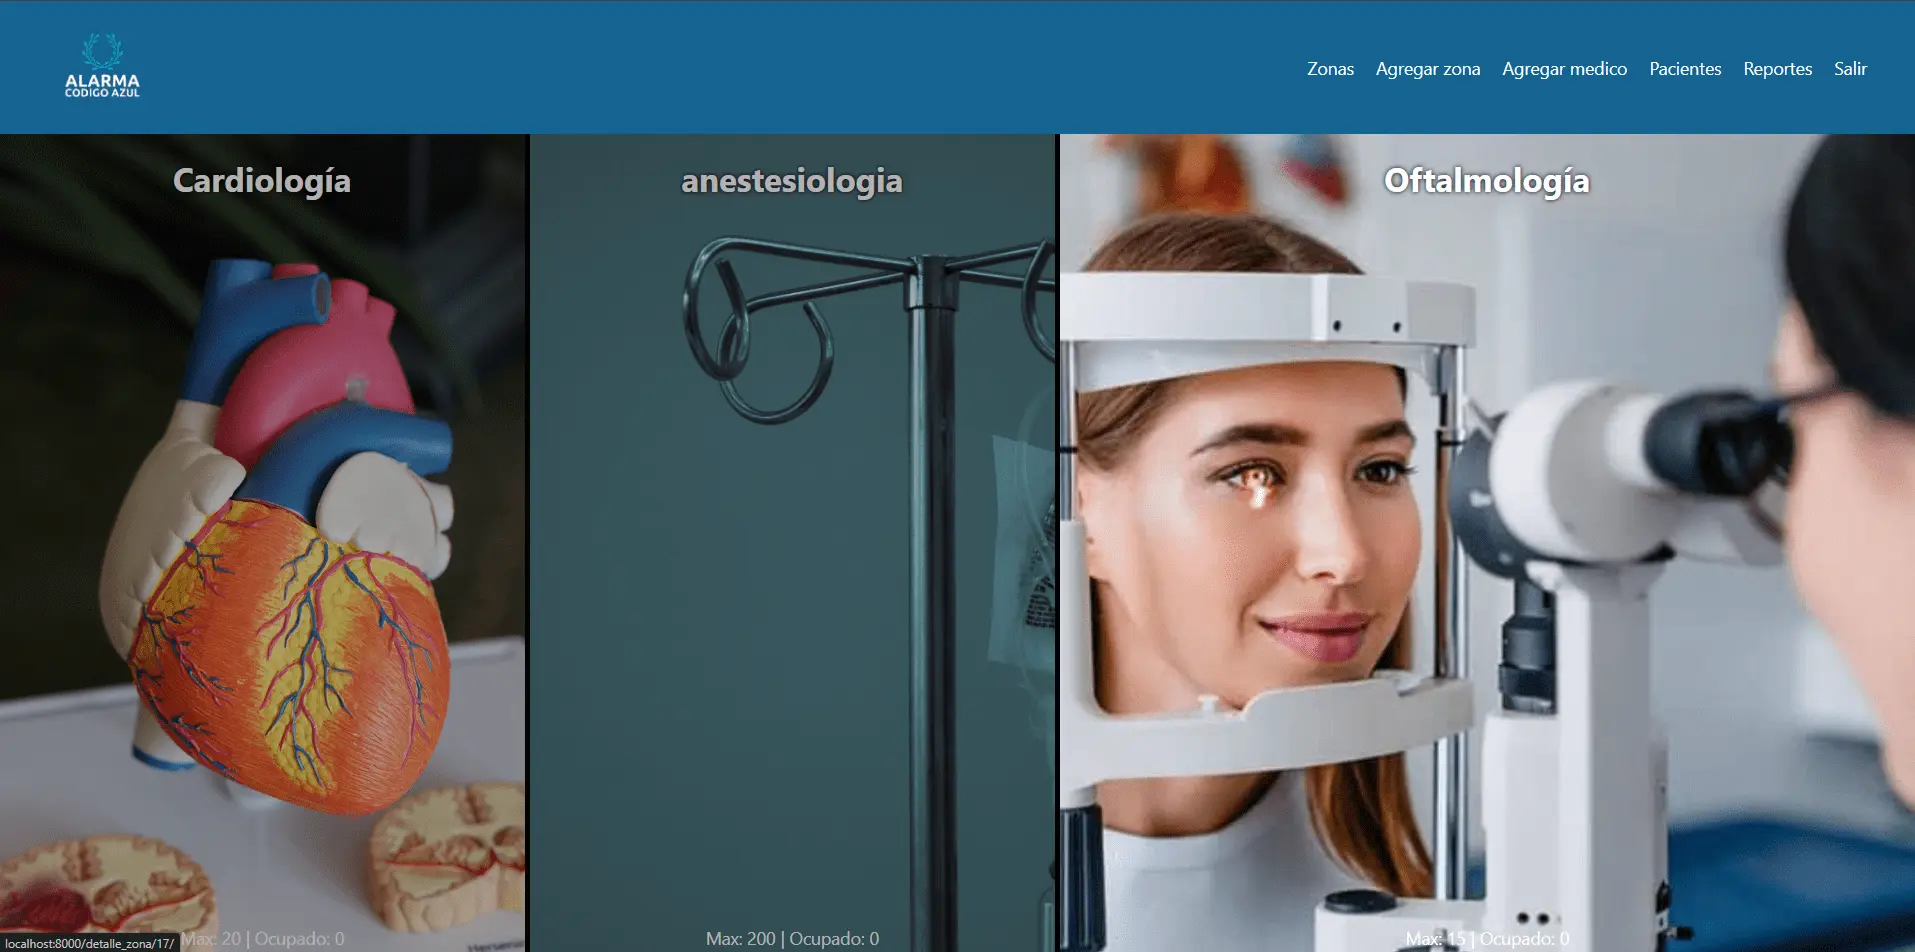 ALARMA
CODIGO AZUL
Zonas Agregar zona Agregar medico Pacientes Reportes Salir
Cardiología
anestesiologia
Oftalmología
Max: 20 | Ocupado: 0
Max: 200 | Ocupado: 0
Max: 15 | Ocupado: 0
localhost:8000/detalle_zona/17/